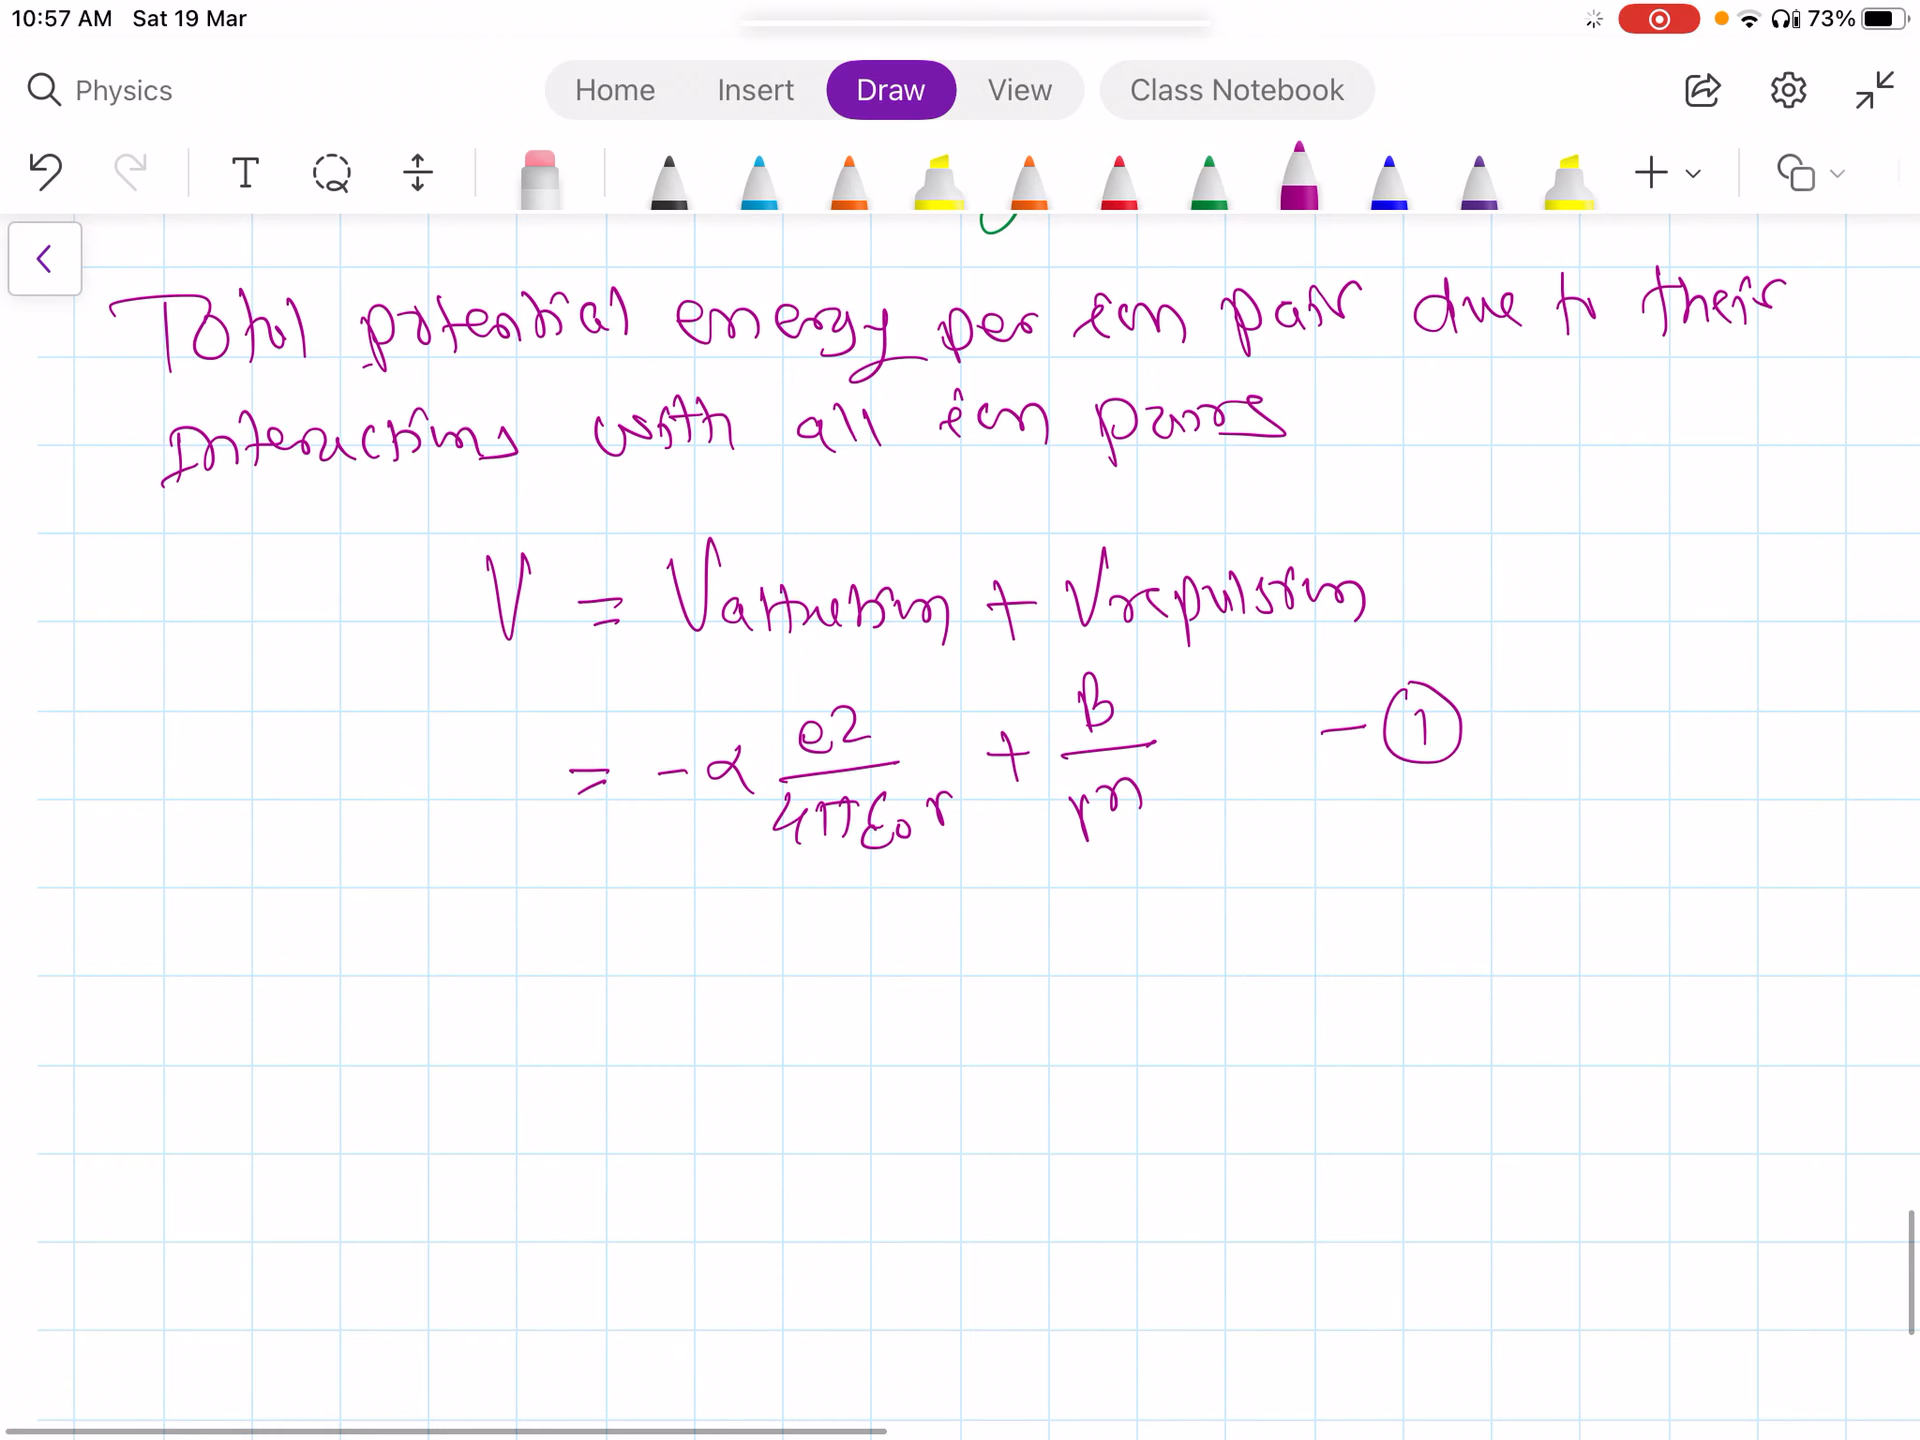 10:57 AM Sat 19 Mar 73%
Physics Home Insert Draw View Class Notebook
T
Total potential energy per ion pair due to their
interactions with all ion pairs
V = Vattraction + Vrepulsion
= -α e2/4πε₀r + B/rⁿ - ①